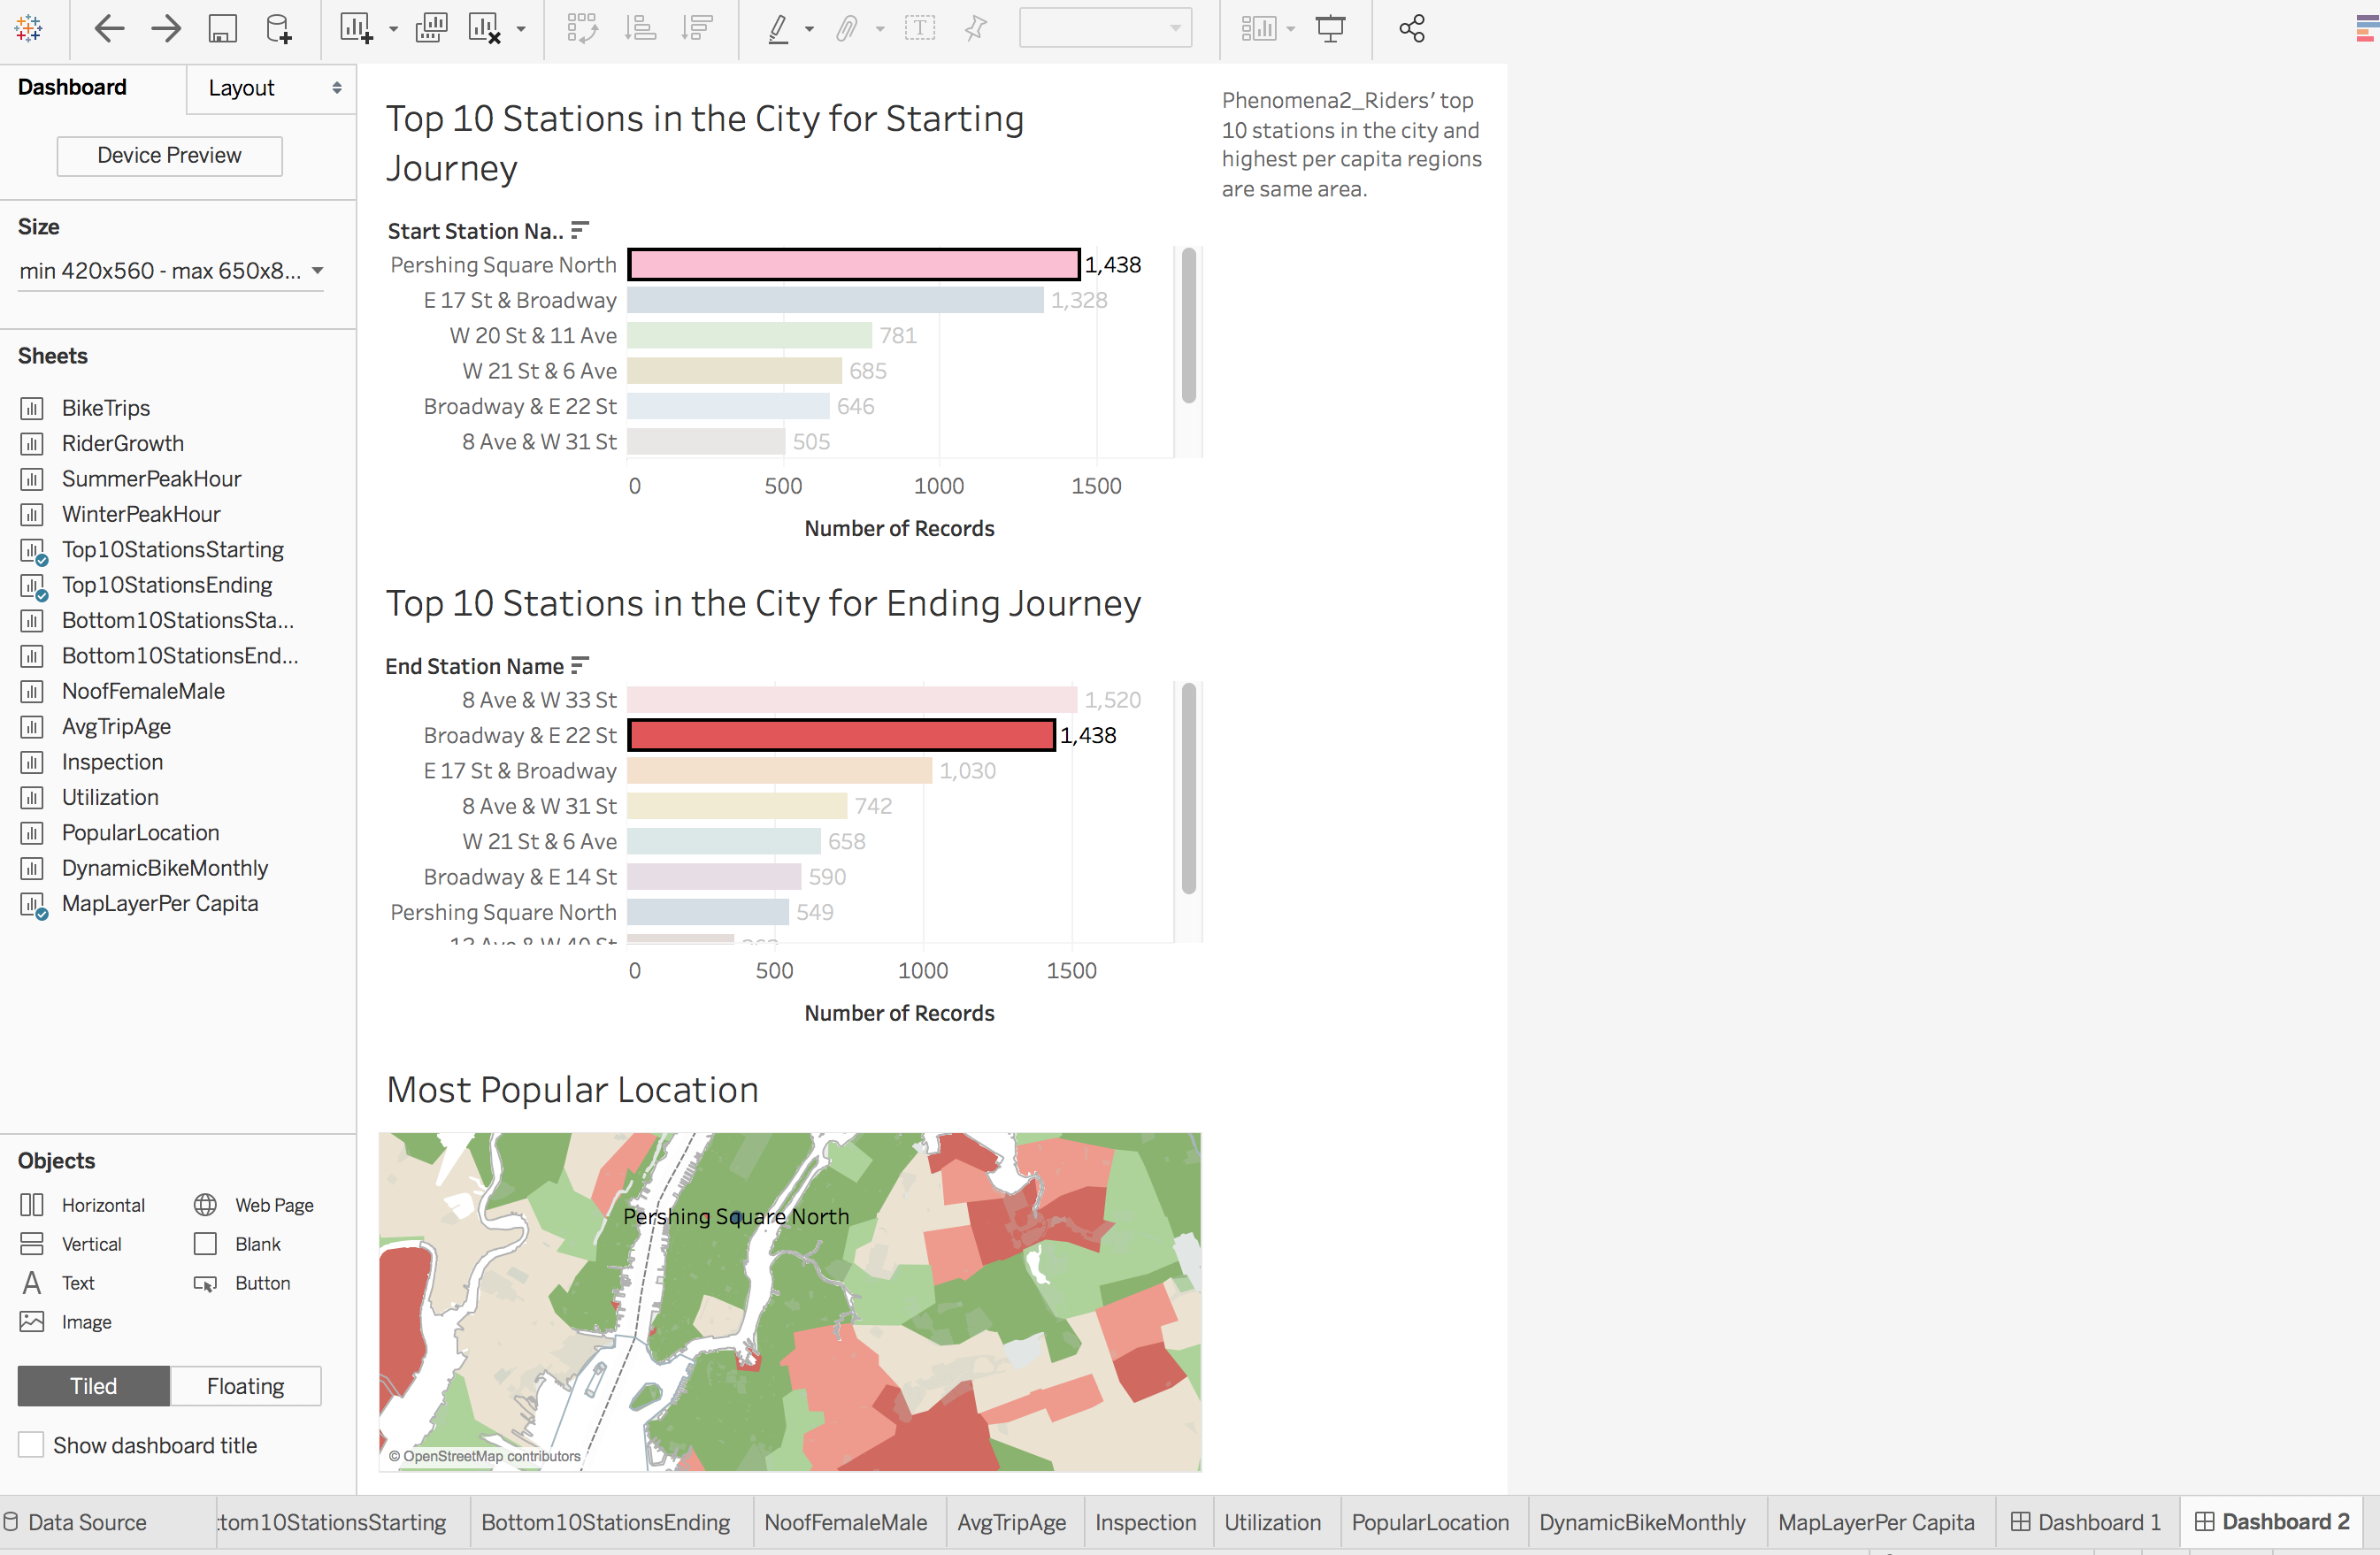 Dashboard
Layout
Device Preview
Size
min 420x560 - max 650x8...
Sheets
BikeTrips
RiderGrowth
SummerPeakHour
WinterPeakHour
Top10StationsStarting
Top10StationsEnding
Bottom10StationsSta...
Bottom10StationsEnd...
NoofFemaleMale
AvgTripAge
Inspection
Utilization
PopularLocation
DynamicBikeMonthly
MapLayerPer Capita
Objects
Horizontal
Web Page
Vertical
Blank
Text
Button
Image
Tiled
Floating
Show dashboard title
Top 10 Stations in the City for Starting
Journey
Start Station Na..
Pershing Square North 1,438
E 17 St & Broadway 1,328
W 20 St & 11 Ave 781
W 21 St & 6 Ave 685
Broadway & E 22 St 646
8 Ave & W 31 St 505
0 500 1000 1500
Number of Records
Top 10 Stations in the City for Ending Journey
End Station Name
8 Ave & W 33 St 1,520
Broadway & E 22 St 1,438
E 17 St & Broadway 1,030
8 Ave & W 31 St 742
W 21 St & 6 Ave 658
Broadway & E 14 St 590
Pershing Square North 549
0 500 1000 1500
Number of Records
Most Popular Location
Pershing Square North
© OpenStreetMap contributors
Phenomena2_Riders’ top
10 stations in the city and
highest per capita regions
are same area.
Data Source
tom10StationsStarting
Bottom10StationsEnding
NoofFemaleMale
AvgTripAge
Inspection
Utilization
PopularLocation
DynamicBikeMonthly
MapLayerPer Capita
Dashboard 1
Dashboard 2